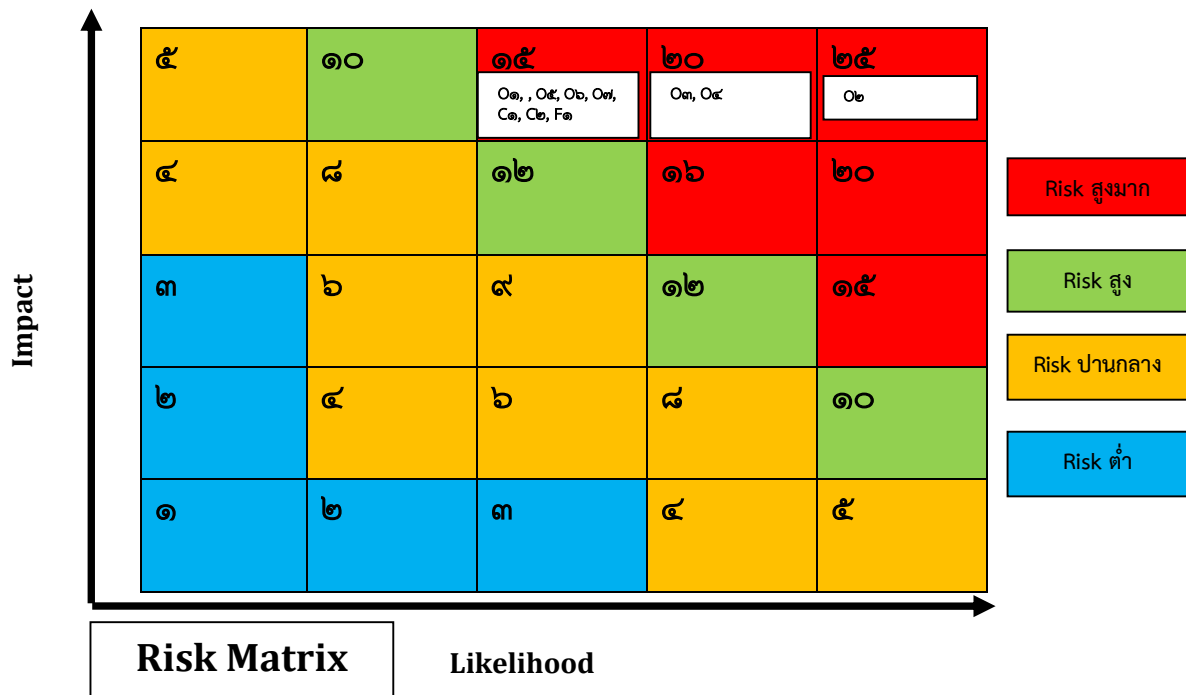 ๕ ๑๐ ๑๕ ๒๐ ๒๕
O๑, , O๕, O๖, O๗,
C๑, C๒, F๑
O๓, O๔
O๒
๔ ๘ ๑๒ ๑๖ ๒๐
๓ ๖ ๙ ๑๒ ๑๕
๒ ๔ ๖ ๘ ๑๐
๑ ๒ ๓ ๔ ๕
Risk สูงมาก
Risk สูง
Risk ปานกลาง
Risk ต่ำ
Impact
Risk Matrix
Likelihood